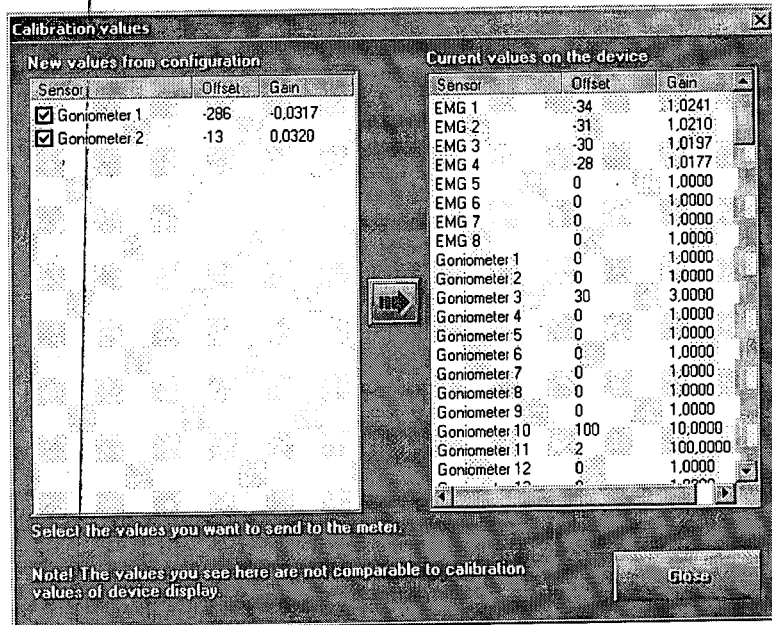 Calibration values
New values from configuration
Sensor Offset Gain
Goniometer 1 -286 -0,0317
Goniometer 2 -13 0,0320
Current values on the device
Sensor Offset Gain
EMG 1 -34 1,0241
EMG 2 -31 1,0210
EMG 3 -30 1,0197
EMG 4 -28 1,0177
EMG 5 0 1,0000
EMG 6 0 1,0000
EMG 7 0 1,0000
EMG 8 0 1,0000
Goniometer 1 0 1,0000
Goniometer 2 0 1,0000
Goniometer 3 30 3,0000
Goniometer 4 0 1,0000
Goniometer 5 0 1,0000
Goniometer 6 0 1,0000
Goniometer 7 0 1,0000
Goniometer 8 0 1,0000
Goniometer 9 0 1,0000
Goniometer 10 100 10,0000
Goniometer 11 2 100,0000
Goniometer 12 0 1,0000
Select the values you want to send to the meter.
Note! The values you see here are not comparable to calibration
values of device display.
Close